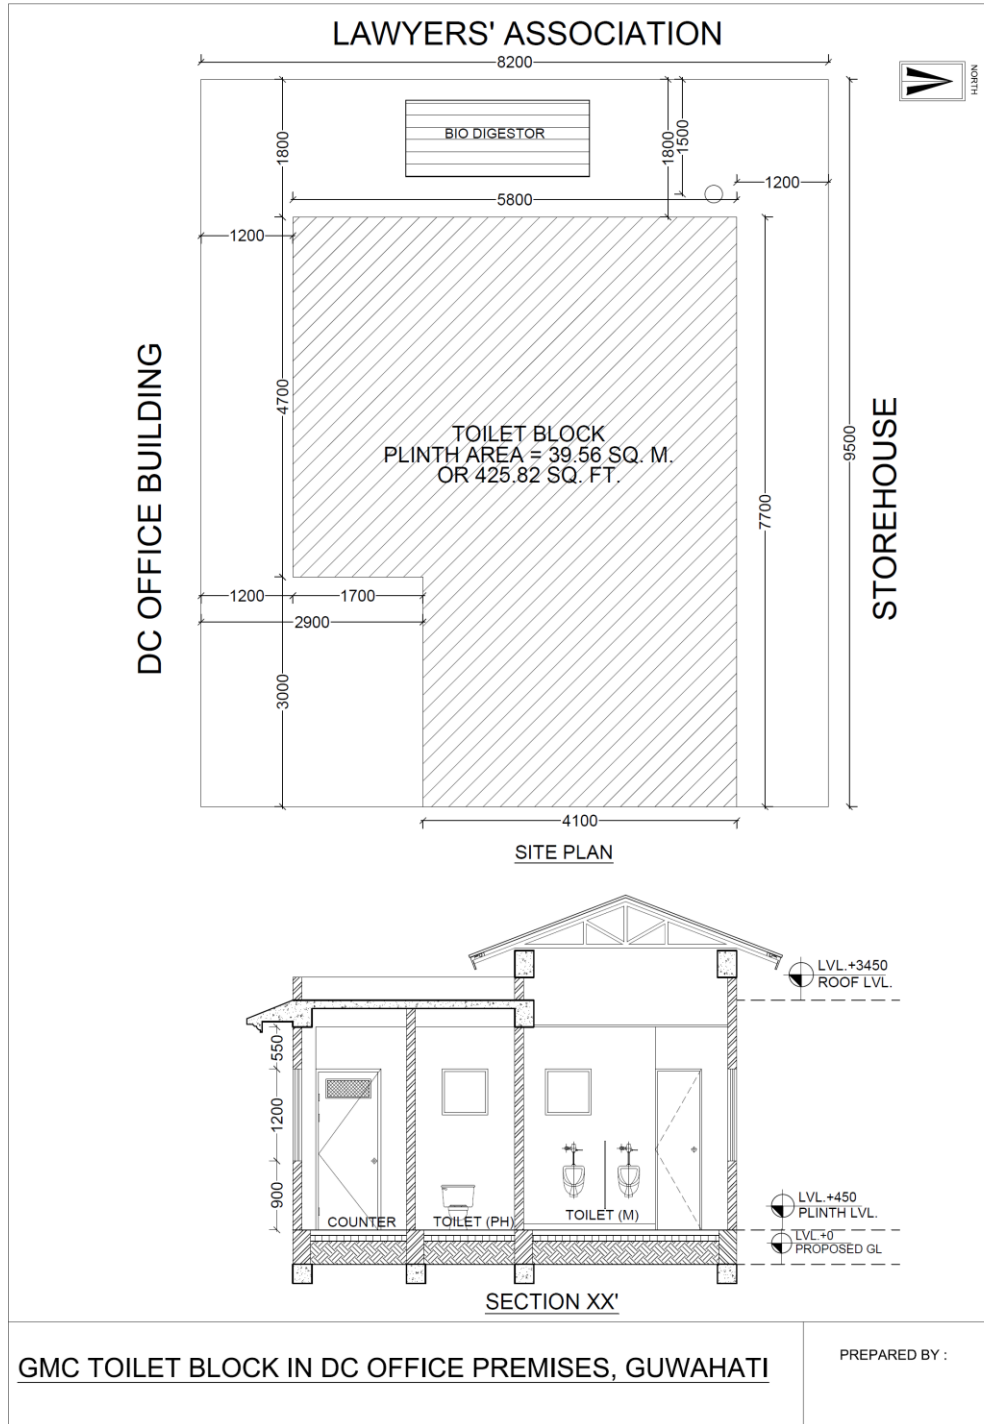 LAWYERS' ASSOCIATION
8200
NORTH
BIO DIGESTOR
1800
1800
1500
1200
5800
1200
DC OFFICE BUILDING
4700
TOILET BLOCK
PLINTH AREA = 39.56 SQ. M.
OR 425.82 SQ. FT.
9500
7700
STOREHOUSE
1200
1700
2900
3000
4100
SITE PLAN
LVL.+3450
ROOF LVL.
550
1200
900
COUNTER
TOILET (PH)
TOILET (M)
LVL.+450
PLINTH LVL.
LVL.+0
PROPOSED GL
SECTION XX'
GMC TOILET BLOCK IN DC OFFICE PREMISES, GUWAHATI
PREPARED BY :